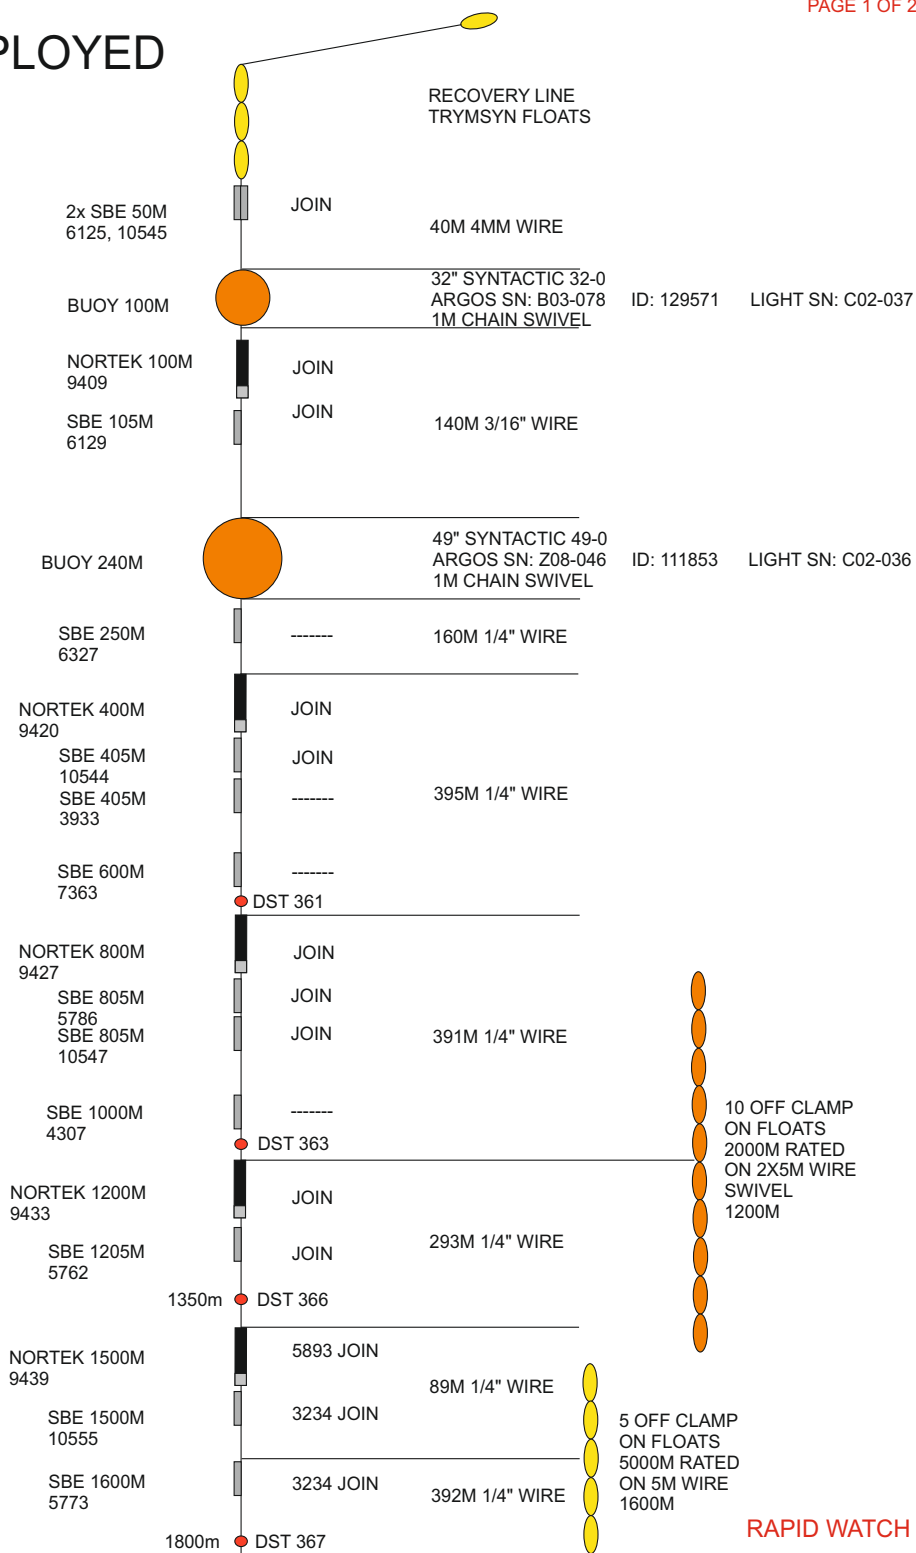 PAGE 1 OF 2
PLOYED
RECOVERY LINE
TRYMSYN FLOATS
2x SBE 50M
6125, 10545
JOIN
40M 4MM WIRE
BUOY 100M
32" SYNTACTIC 32-0
ARGOS SN: B03-078 ID: 129571 LIGHT SN: C02-037
1M CHAIN SWIVEL
NORTEK 100M
9409
JOIN
SBE 105M
6129
JOIN
140M 3/16" WIRE
BUOY 240M
49" SYNTACTIC 49-0
ARGOS SN: Z08-046 ID: 111853 LIGHT SN: C02-036
1M CHAIN SWIVEL
SBE 250M
6327
-------
160M 1/4" WIRE
NORTEK 400M
9420
JOIN
SBE 405M
10544
JOIN
SBE 405M
3933
-------
395M 1/4" WIRE
SBE 600M
7363
-------
DST 361
NORTEK 800M
9427
JOIN
SBE 805M
5786
JOIN
SBE 805M
10547
JOIN
391M 1/4" WIRE
SBE 1000M
4307
-------
DST 363
10 OFF CLAMP
ON FLOATS
2000M RATED
ON 2X5M WIRE
SWIVEL
1200M
NORTEK 1200M
9433
JOIN
SBE 1205M
5762
JOIN
293M 1/4" WIRE
1350m DST 366
NORTEK 1500M
9439
5893 JOIN
89M 1/4" WIRE
SBE 1500M
10555
3234 JOIN
5 OFF CLAMP
ON FLOATS
5000M RATED
ON 5M WIRE
1600M
SBE 1600M
5773
3234 JOIN
392M 1/4" WIRE
1800m DST 367
RAPID WATCH